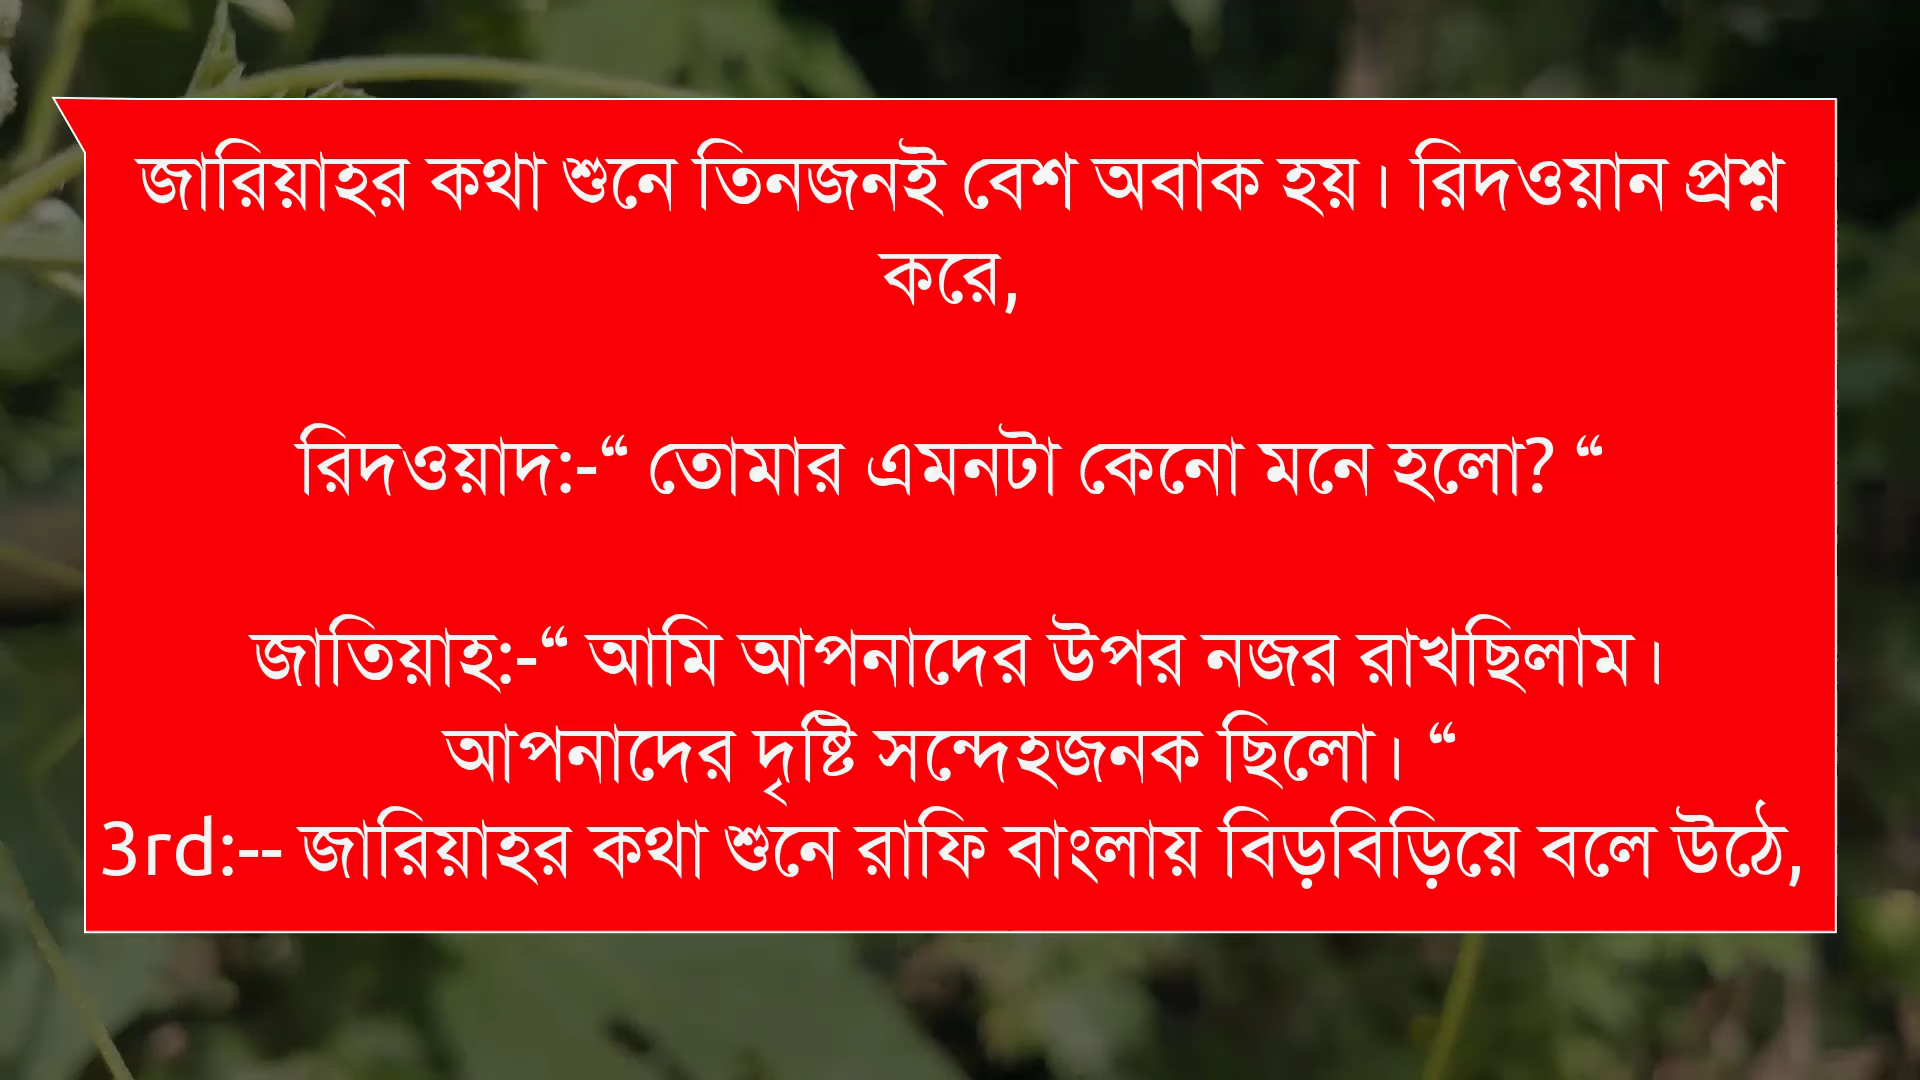 জারিয়াহর কথা শুনে তিনজনই বেশ অবাক হয়। রিদওয়ান প্রশ্ন
করে,
রিদওয়াদ:-“ তোমার এমনটা কেনো মনে হলো? “
জাতিয়াহ:-“ আমি আপনাদের উপর নজর রাখছিলাম।
আপনাদের দৃষ্টি সন্দেহজনক ছিলো। “
3rd:-- জারিয়াহর কথা শুনে রাফি বাংলায় বিড়বিড়িয়ে বলে উঠে,